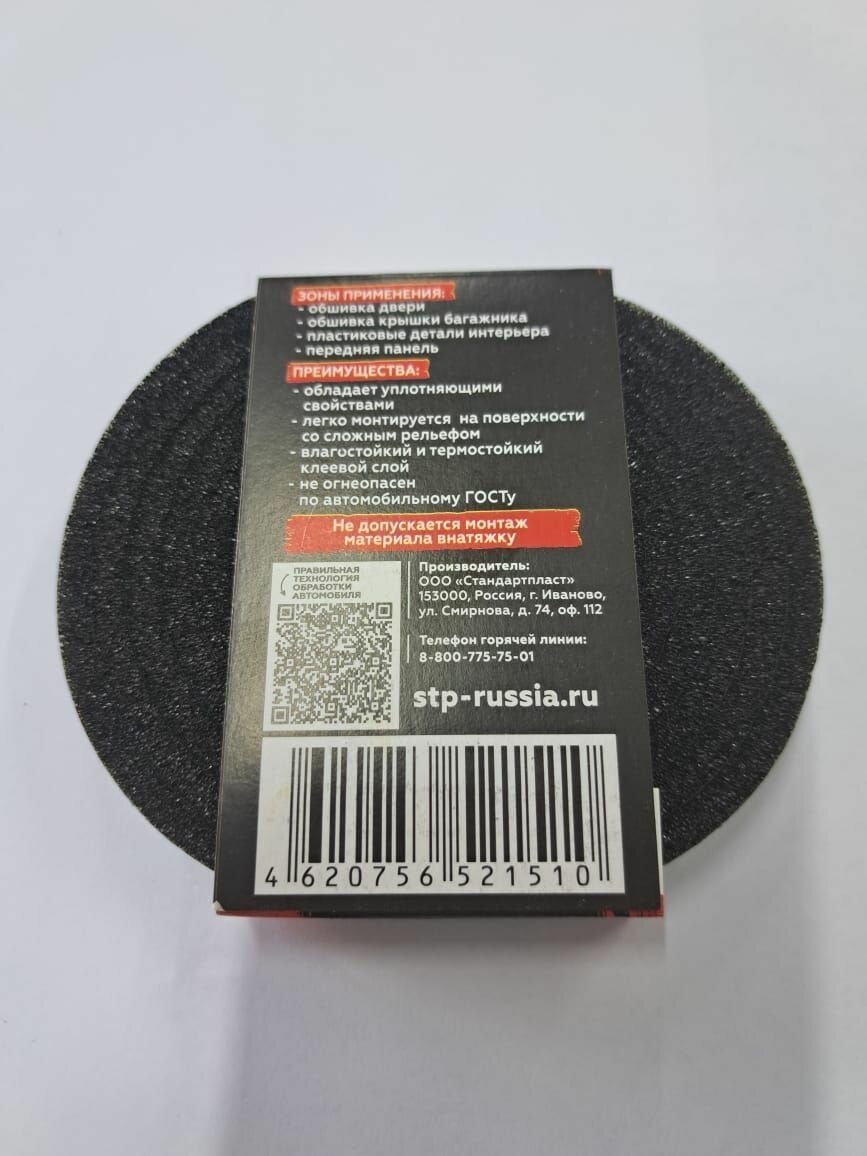 ЗОНЫ ПРИМЕНЕНИЯ:
- обшивка двери
- обшивка крышки багажника
- пластиковые детали интерьера
- передняя панель
ПРЕИМУЩЕСТВА:
- обладает уплотняющими
свойствами
- легко монтируется на поверхности
со сложным рельефом
- влагостойкий и термостойкий
клеевой слой
- не огнеопасен
по автомобильному ГОСТу
Не допускается монтаж
материала внатяжку
ПРАВИЛЬНАЯ
ТЕХНОЛОГИЯ
ОБРАБОТКИ
АВТОМОБИЛЯ
Производитель:
ООО «Стандартпласт»
153000, Россия, г. Иваново,
ул. Смирнова, д. 74, оф. 112
Телефон горячей линии:
8-800-775-75-01
stp-russia.ru
4 620756 521510